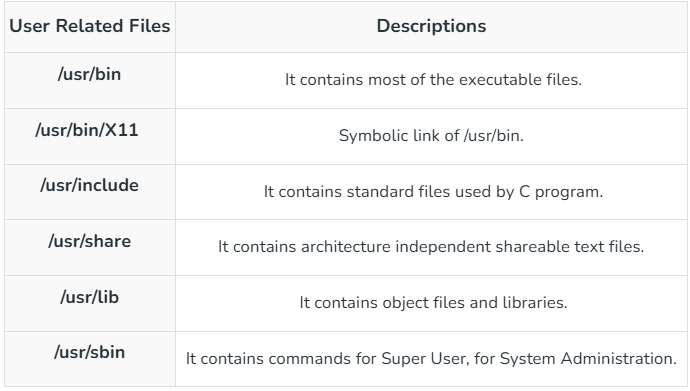 User Related Files Descriptions
/usr/bin It contains most of the executable files.
/usr/bin/X11 Symbolic link of /usr/bin.
/usr/include It contains standard files used by C program.
/usr/share It contains architecture independent shareable text files.
/usr/lib It contains object files and libraries.
/usr/sbin It contains commands for Super User, for System Administration.